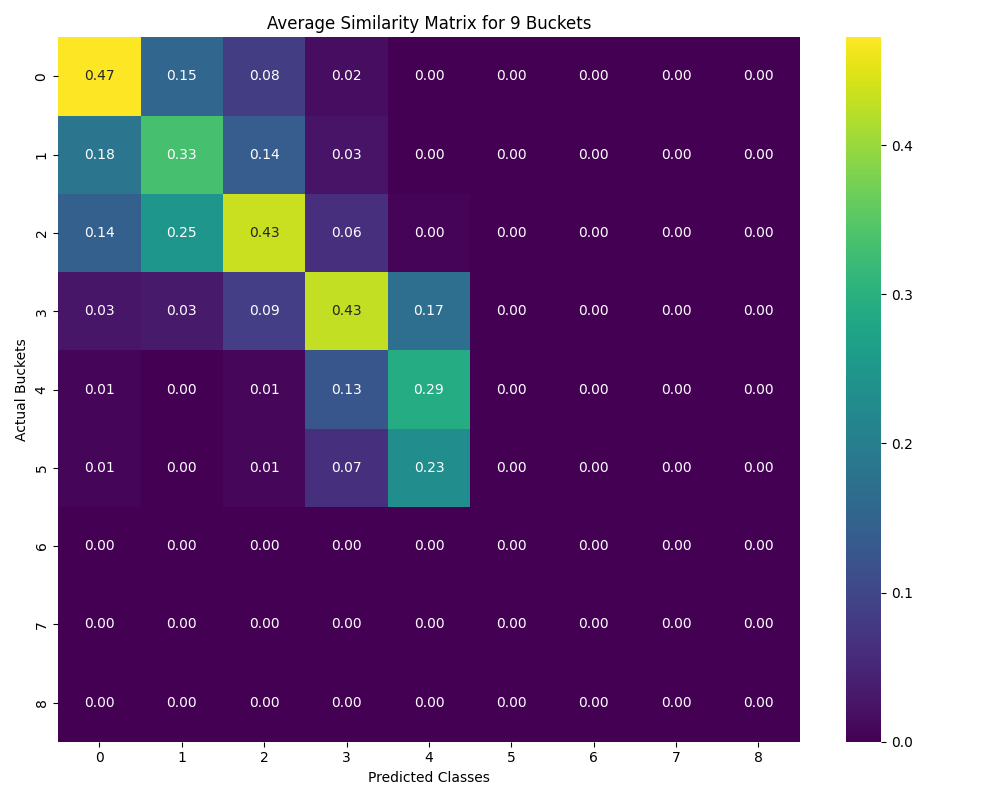 Average Similarity Matrix for 9 Buckets
0 0.47 0.15 0.08 0.02 0.00 0.00 0.00 0.00 0.00
1 0.18 0.33 0.14 0.03 0.00 0.00 0.00 0.00 0.00
2 0.14 0.25 0.43 0.06 0.00 0.00 0.00 0.00 0.00
3 0.03 0.03 0.09 0.43 0.17 0.00 0.00 0.00 0.00
4 0.01 0.00 0.01 0.13 0.29 0.00 0.00 0.00 0.00
5 0.01 0.00 0.01 0.07 0.23 0.00 0.00 0.00 0.00
6 0.00 0.00 0.00 0.00 0.00 0.00 0.00 0.00 0.00
7 0.00 0.00 0.00 0.00 0.00 0.00 0.00 0.00 0.00
8 0.00 0.00 0.00 0.00 0.00 0.00 0.00 0.00 0.00
0 1 2 3 4 5 6 7 8
Predicted Classes
Actual Buckets
0.4
0.3
0.2
0.1
0.0